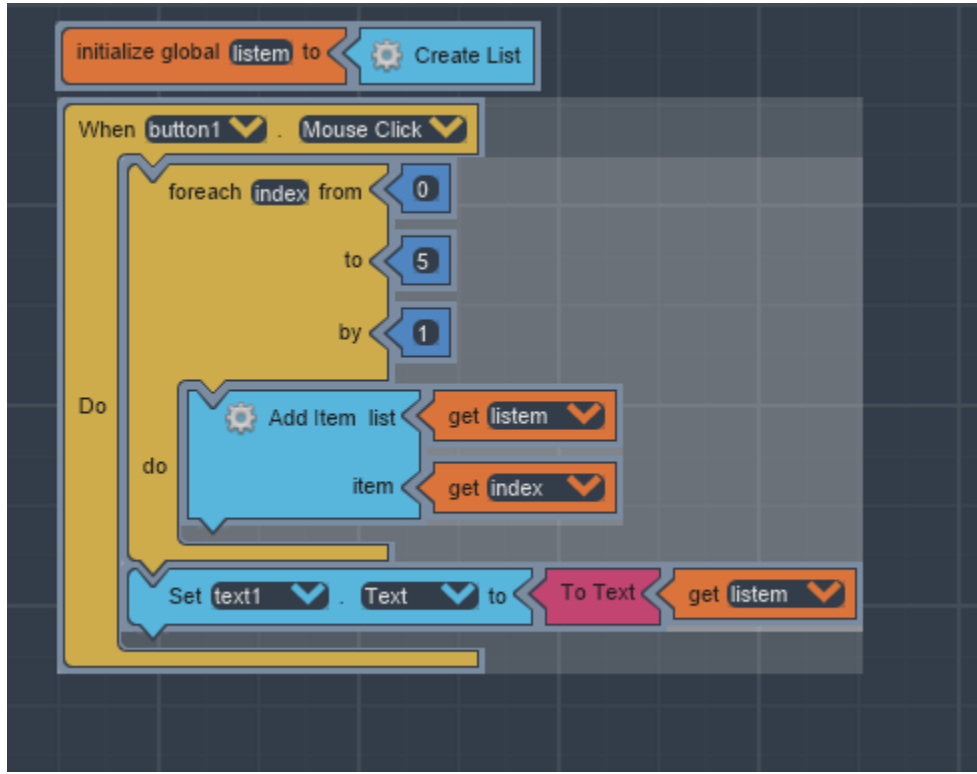 initialize global listem to Create List
When button1 . Mouse Click
foreach index from 0
to 5
by 1
Do
Add Item list get listem
do
item get index
Set text1 . Text to To Text get listem